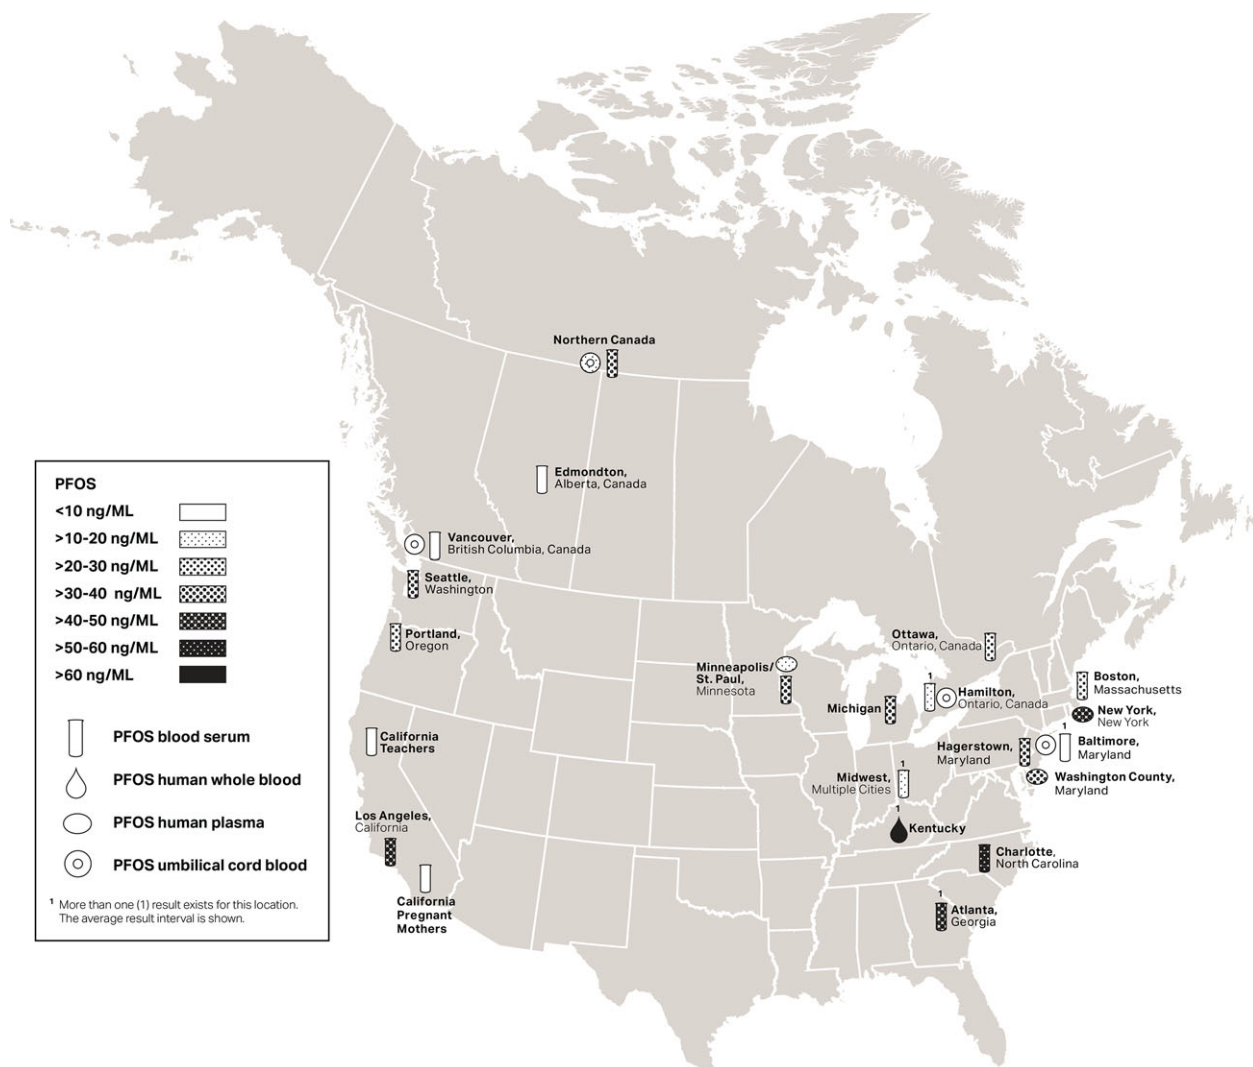 Northern Canada
Edmondton,
Alberta, Canada
PFOS
<10 ng/ML
>10-20 ng/ML
>20-30 ng/ML
>30-40 ng/ML
>40-50 ng/ML
>50-60 ng/ML
>60 ng/ML
PFOS blood serum
PFOS human whole blood
PFOS human plasma
PFOS umbilical cord blood
1 More than one (1) result exists for this location.
The average result interval is shown.
Vancouver,
British Columbia, Canada
Seattle,
Washington
Portland,
Oregon
California
Teachers
Los Angeles,
California
California
Pregnant
Mothers
Minneapolis/
St. Paul,
Minnesota
Michigan
Ottawa,
Ontario, Canada
1
Hamilton,
Ontario, Canada
Boston,
Massachusetts
New York,
New York
Hagerstown,
Maryland
1
Baltimore,
Maryland
Washington County,
Maryland
1
Midwest,
Multiple Cities
1
Kentucky
Charlotte,
North Carolina
1
Atlanta,
Georgia